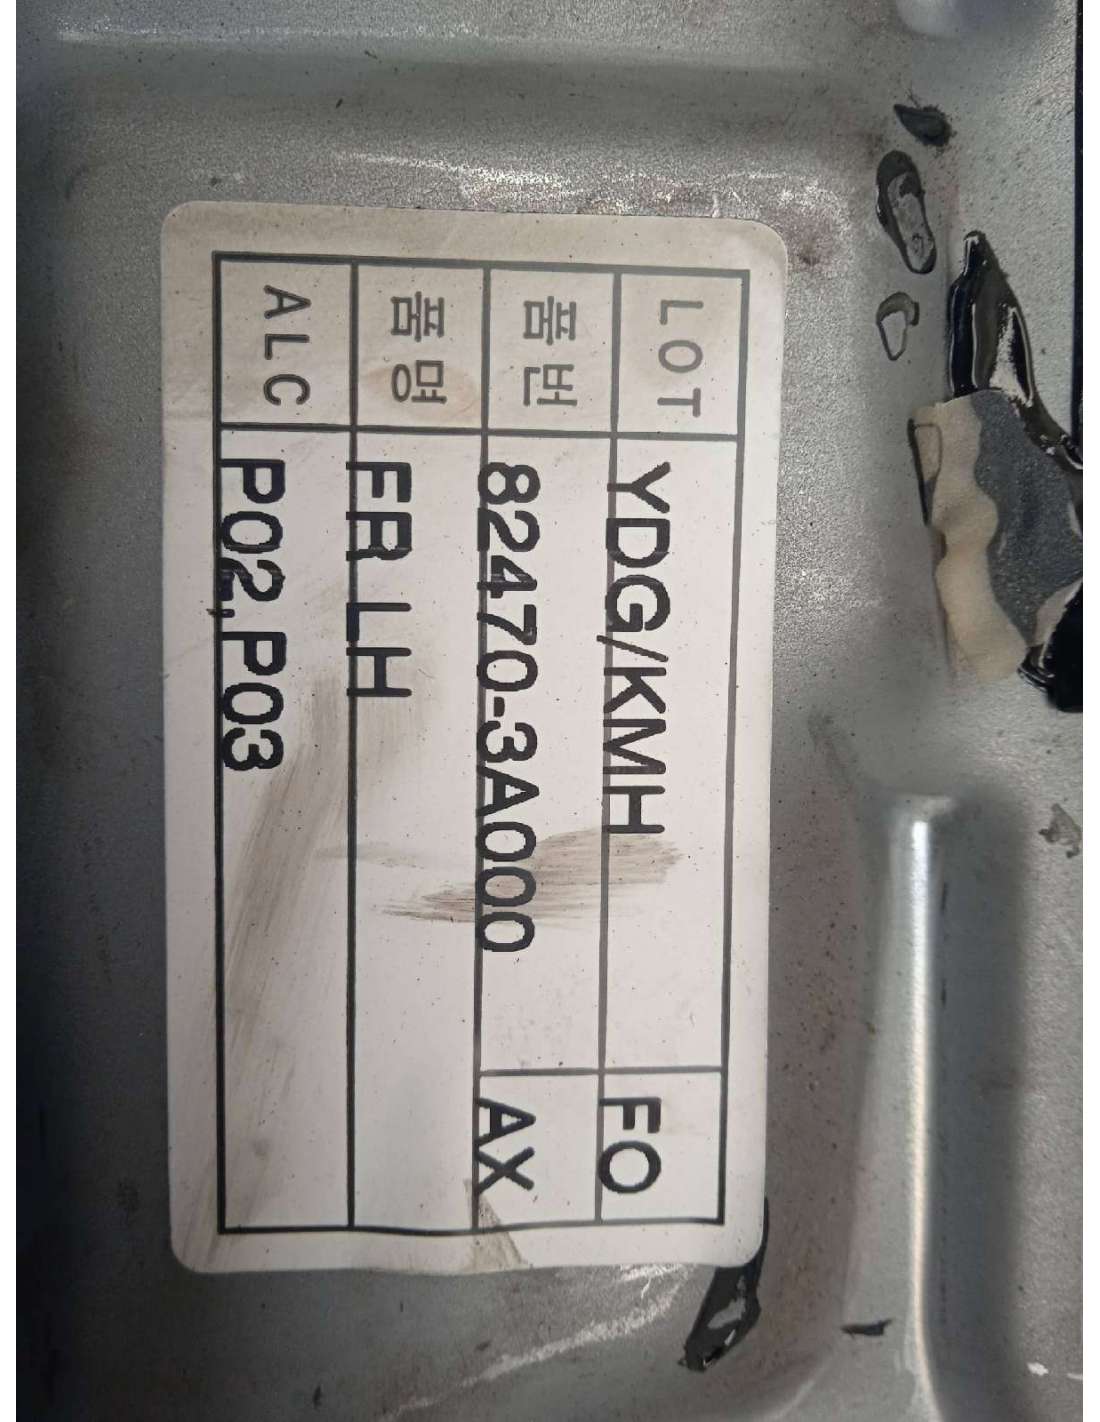 LOT YDG/KMH FO
품번 82470-3A000 AX
품명 FR LH
ALC P02,P03